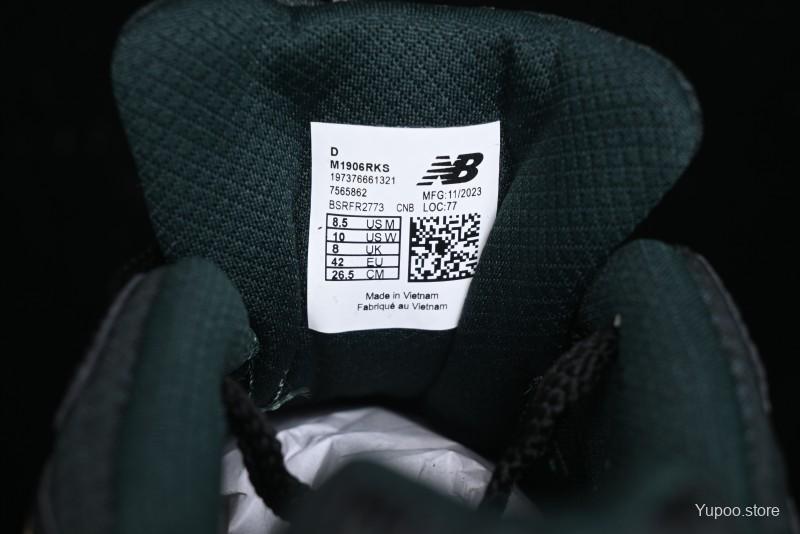 D
M1906RKS
197376661321
7565862
MFG:11/2023
BSRFR2773 CNB LOC:77
NB
8.5 US M
10 US W
8 UK
42 EU
26.5 CM
Made in Vietnam
Fabriqué au Vietnam
Yupoo.store